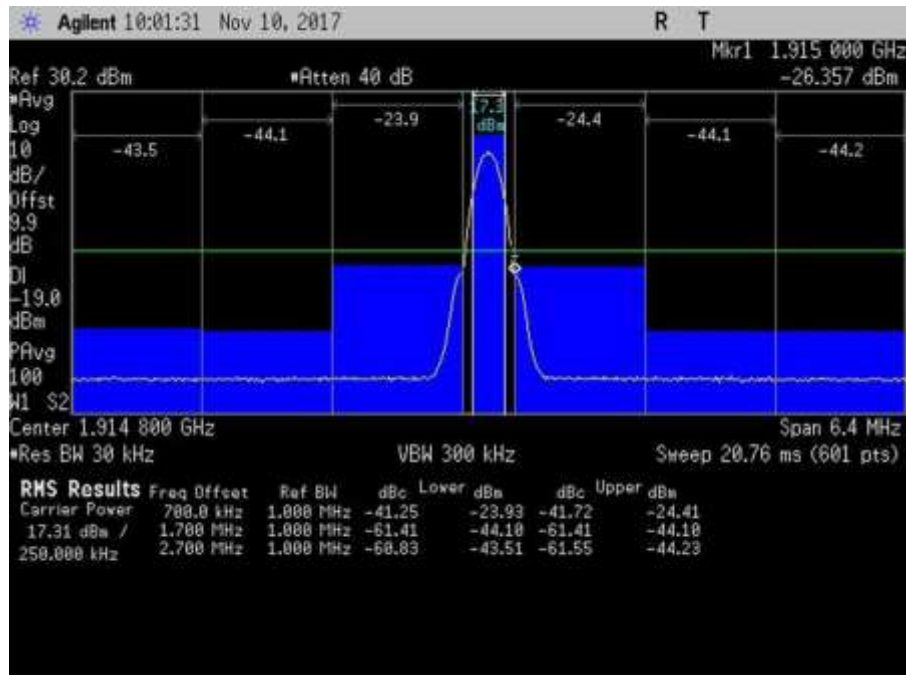 Agilent 10:01:31 Nov 10, 2017 R T
Mkr1 1.915 000 GHz
Ref 30.2 dBm #Atten 40 dB -26.357 dBm
#Avg
Log
10
dB/
Offst
9.9
dB
DI
-19.0
dBm
PAvg
100
W1 S2
-43.5 -44.1 -23.9 17.3 dBm -24.4 -44.1 -44.2
Center 1.914 800 GHz Span 6.4 MHz
#Res BW 30 kHz VBW 300 kHz Sweep 20.76 ms (601 pts)
RMS Results Freq Offset Ref BW dBc Lower dBm dBc Upper dBm
Carrier Power 700.0 kHz 1.000 MHz -41.25 -23.93 -41.72 -24.41
17.31 dBm / 1.700 MHz 1.000 MHz -61.41 -44.10 -61.41 -44.10
250.000 kHz 2.700 MHz 1.000 MHz -60.83 -43.51 -61.55 -44.23